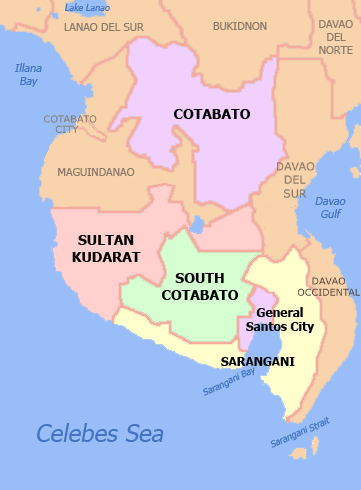 Lake Lanao
LANAO DEL SUR
BUKIDNON
DAVAO
DEL
NORTE
Illana
Bay
COTABATO
COTABATO
CITY
MAGUINDANAO
DAVAO
DEL
SUR
Davao
Gulf
SULTAN
KUDARAT
SOUTH
COTABATO
DAVAO
OCCIDENTAL
General
Santos City
SARANGANI
Sarangani Bay
Celebes Sea
Sarangani Strait